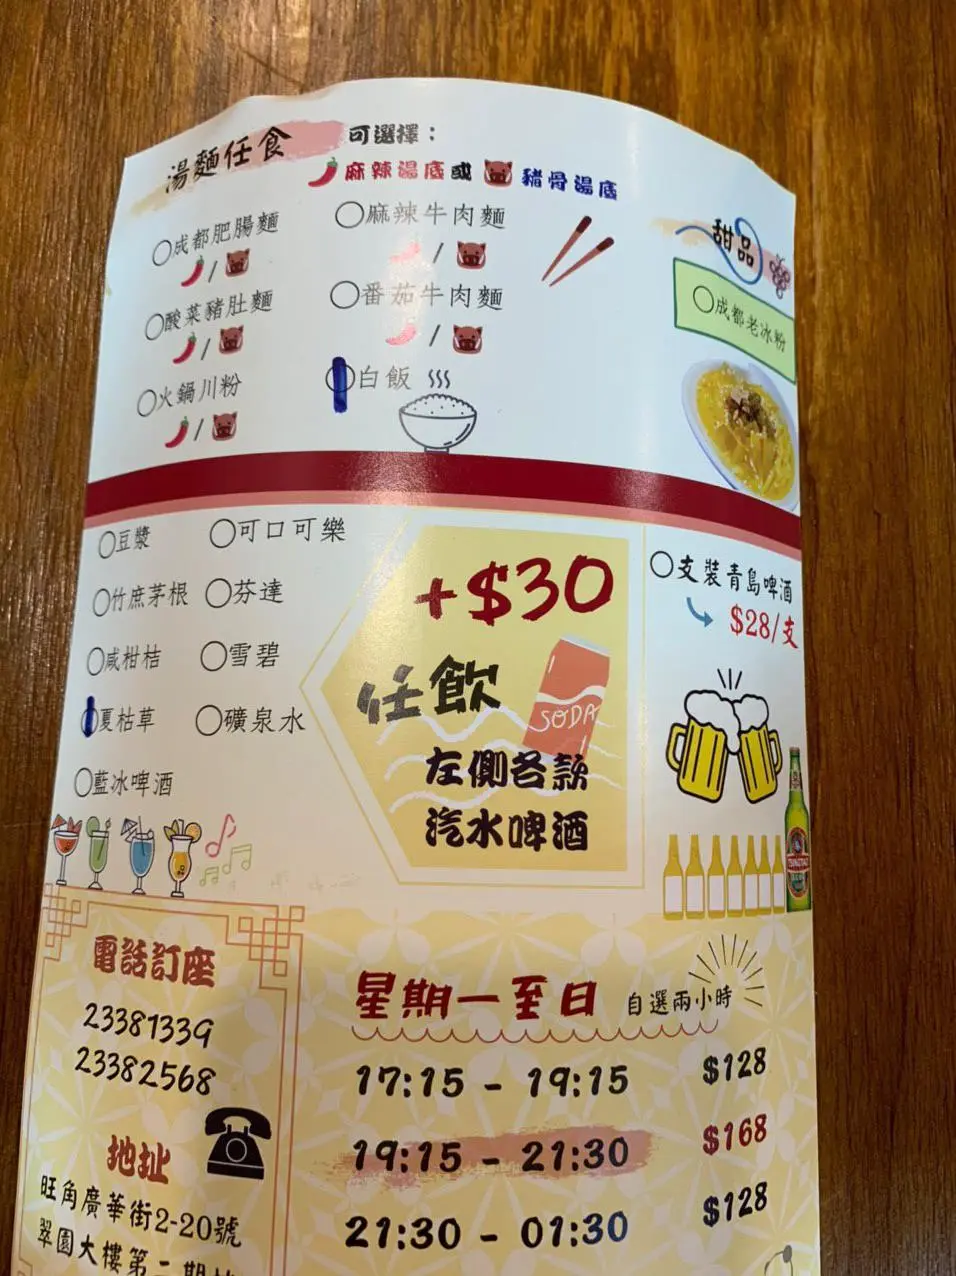 湯麵任食
可選擇：
麻辣湯底或 豬骨湯底
成都肥腸麵
/
酸菜豬肚麵
/
火鍋川粉
/
麻辣牛肉麵
/
番茄牛肉麵
/
白飯
甜品
成都老冰粉
豆漿
竹庶茅根
咸柑桔
夏枯草
藍冰啤酒
可口可樂
芬達
雪碧
礦泉水
+$30
任飲
SODA
左側各款
汽水啤酒
支裝青島啤酒
$28/支
TSINGTAO
電話訂座
23381339
23382568
地址
旺角廣華街2-20號
翠園大樓第二期
星期一至日 自選兩小時
17:15 - 19:15 $128
19:15 - 21:30 $168
21:30 - 01:30 $128